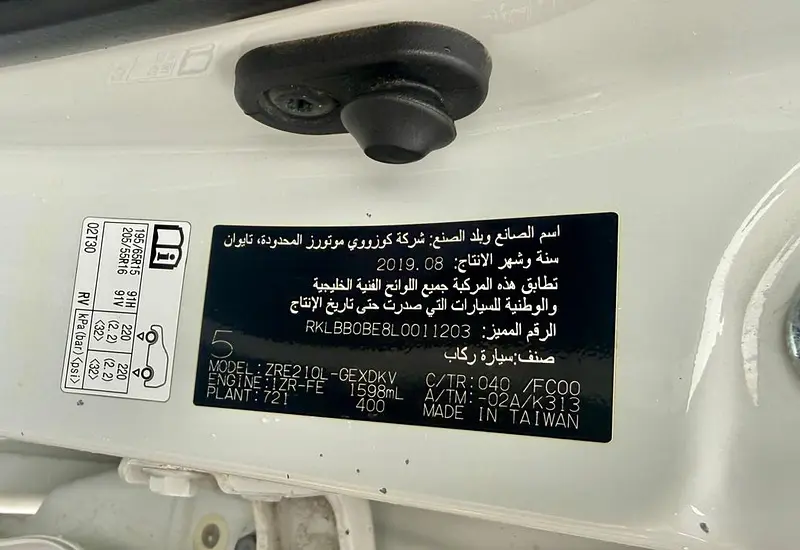 اسم الصانع وبلد الصنع: شركة كوزووي موتورز المحدودة، تايوان
سنة وشهر الانتاج: 2019.08
تطابق هذه المركبة جميع اللوائح الفنية الخليجية
والوطنية للسيارات التي صدرت حتى تاريخ الإنتاج
الرقم المميز: RKLBB0BE8L0011203
صنف:سيارة ركاب
5
MODEL:ZRE210L-GEXDKV C/TR:040 /FC00
ENGINE:1ZR-FE 1598mL A/TM:-02A/K313
PLANT:721 400 MADE IN TAIWAN
i
195/65R15 91H 220 220
205/55R16 91V (2.2) (2.2)
<32> <32>
02T30 RV kPa(bar)<psi>